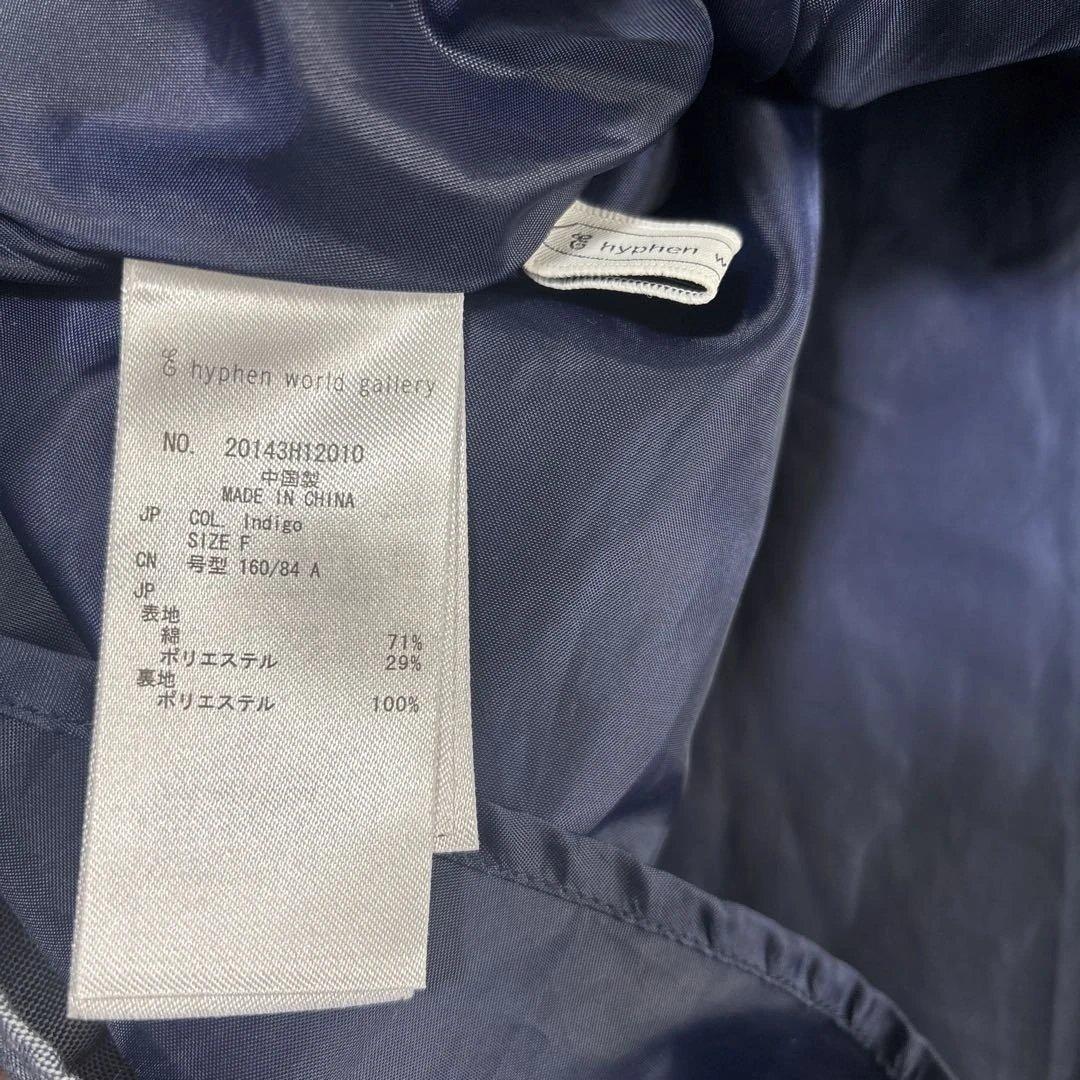 hyphen w
hyphen world gallery
NO. 20143H12010
中国製
MADE IN CHINA
JP COL. Indigo
SIZE F
CN 号型 160/84 A
JP
表地
綿 71%
ポリエステル 29%
裏地
ポリエステル 100%